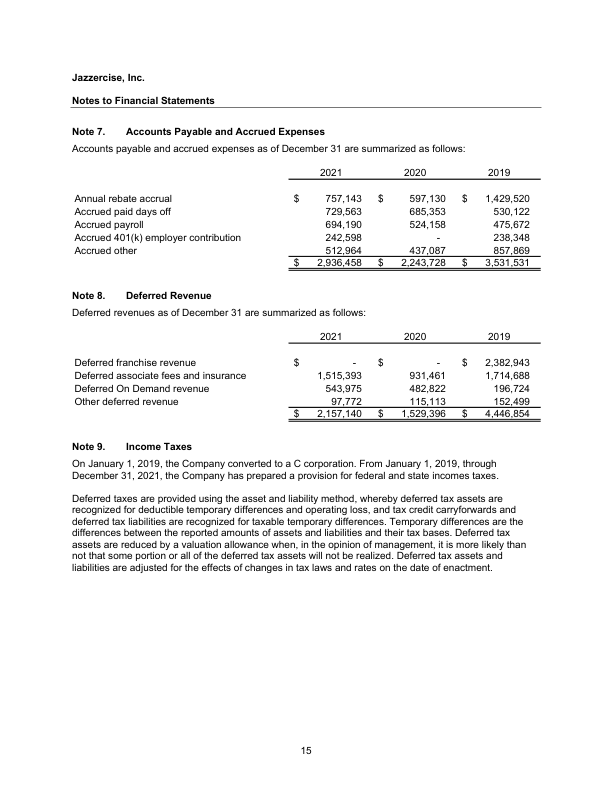 Jazzercise, Inc.
Notes to Financial Statements
Note 7. Accounts Payable and Accrued Expenses
Accounts payable and accrued expenses as of December 31 are summarized as follows:
2021 2020 2019
Annual rebate accrual $ 757,143 $ 597,130 $ 1,429,520
Accrued paid days off 729,563 685,353 530,122
Accrued payroll 694,190 524,158 475,672
Accrued 401(k) employer contribution 242,598 - 238,348
Accrued other 512,964 437,087 857,869
$ 2,936,458 $ 2,243,728 $ 3,531,531
Note 8. Deferred Revenue
Deferred revenues as of December 31 are summarized as follows:
2021 2020 2019
Deferred franchise revenue $ - $ - $ 2,382,943
Deferred associate fees and insurance 1,515,393 931,461 1,714,688
Deferred On Demand revenue 543,975 482,822 196,724
Other deferred revenue 97,772 115,113 152,499
$ 2,157,140 $ 1,529,396 $ 4,446,854
Note 9. Income Taxes
On January 1, 2019, the Company converted to a C corporation. From January 1, 2019, through
December 31, 2021, the Company has prepared a provision for federal and state incomes taxes.
Deferred taxes are provided using the asset and liability method, whereby deferred tax assets are
recognized for deductible temporary differences and operating loss, and tax credit carryforwards and
deferred tax liabilities are recognized for taxable temporary differences. Temporary differences are the
differences between the reported amounts of assets and liabilities and their tax bases. Deferred tax
assets are reduced by a valuation allowance when, in the opinion of management, it is more likely than
not that some portion or all of the deferred tax assets will not be realized. Deferred tax assets and
liabilities are adjusted for the effects of changes in tax laws and rates on the date of enactment.
15